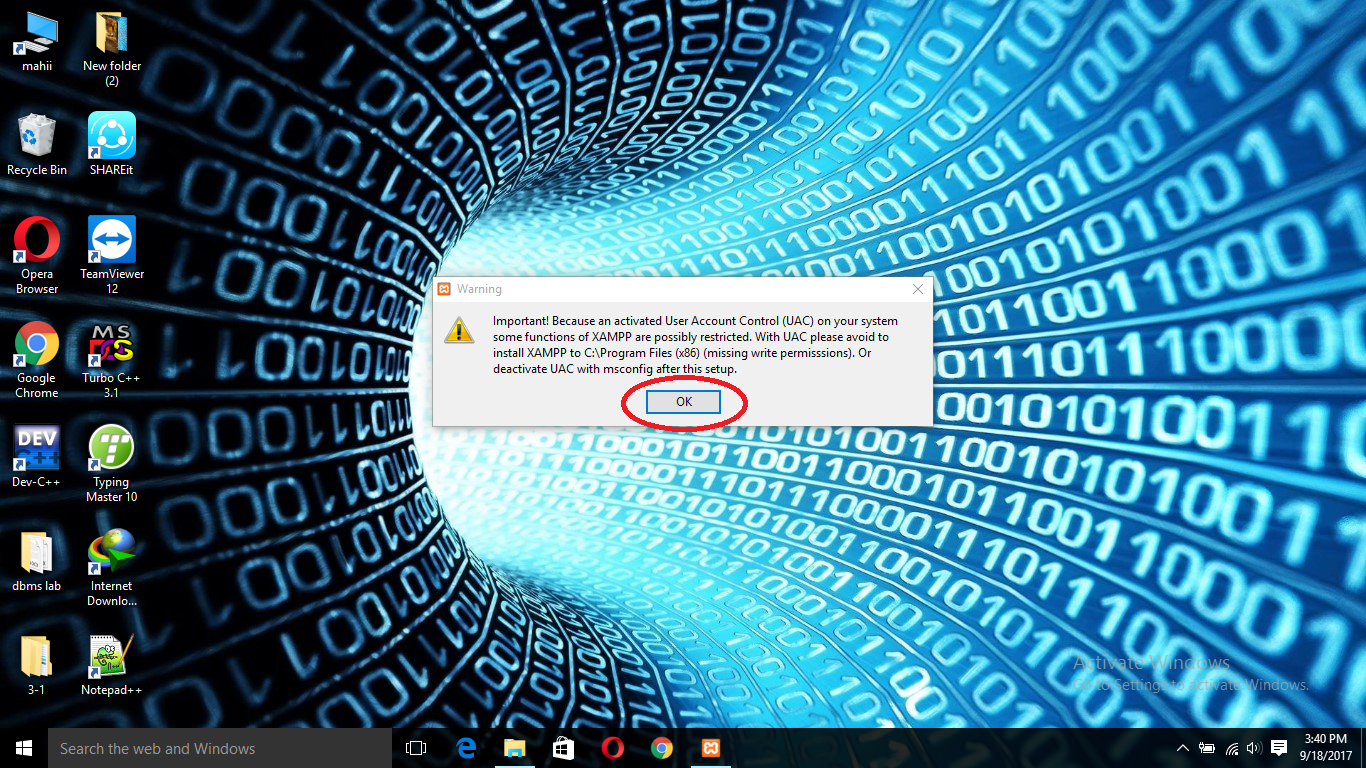 mahii
New folder
(2)
Recycle Bin
SHAREit
Opera
Browser
TeamViewer
12
Google
Chrome
MS
DOS
Turbo C++
3.1
DEV
C++
Dev-C++
Typing
Master 10
dbms lab
Internet
Downlo...
3-1
Notepad++
Warning
Important! Because an activated User Account Control (UAC) on your system
some functions of XAMPP are possibly restricted. With UAC please avoid to
install XAMPP to C:\Program Files (x86) (missing write permisssions). Or
deactivate UAC with msconfig after this setup.
OK
Activate Windows
Go to Settings to activate Windows.
Search the web and Windows
3:40 PM
9/18/2017